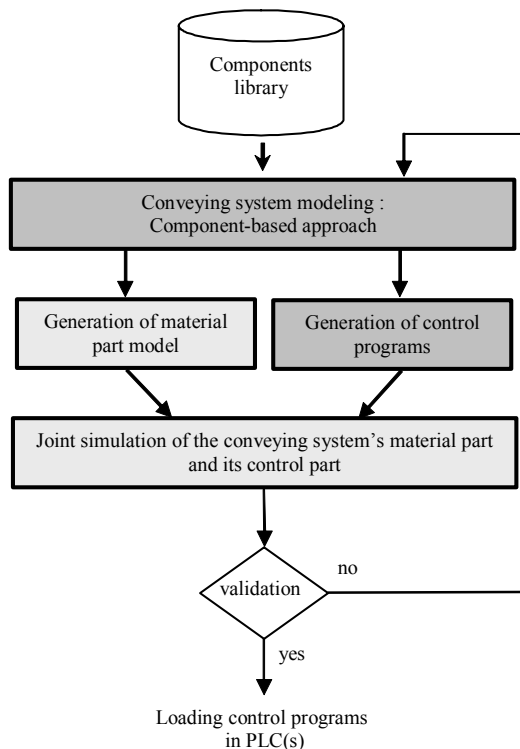 Components
library
Conveying system modeling :
Component-based approach
Generation of material
part model
Generation of control
programs
Joint simulation of the conveying system’s material part
and its control part
validation
no
yes
Loading control programs
in PLC(s)